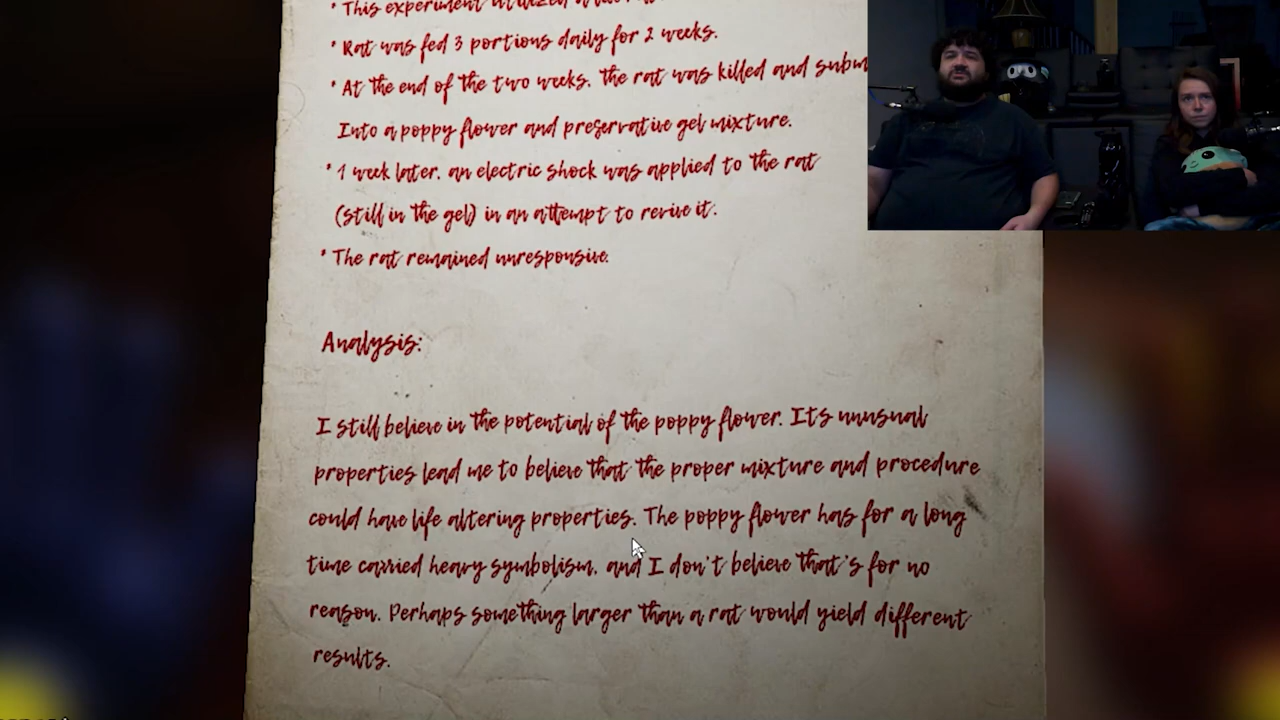 * This experiment utilized a
* Rat was fed 3 portions daily for 2 weeks.
* At the end of the two weeks, the rat was killed and subm
Into a poppy flower and preservative gel mixture.
* 1 week later, an electric shock was applied to the rat
(still in the gel) in an attempt to revive it.
* The rat remained unresponsive.
Analysis:
I still believe in the potential of the poppy flower. Its unusual
properties lead me to believe that the proper mixture and procedure
could have life altering properties. The poppy flower has for a long
time carried heavy symbolism, and I don't believe that's for no
reason. Perhaps something larger than a rat would yield different
results.